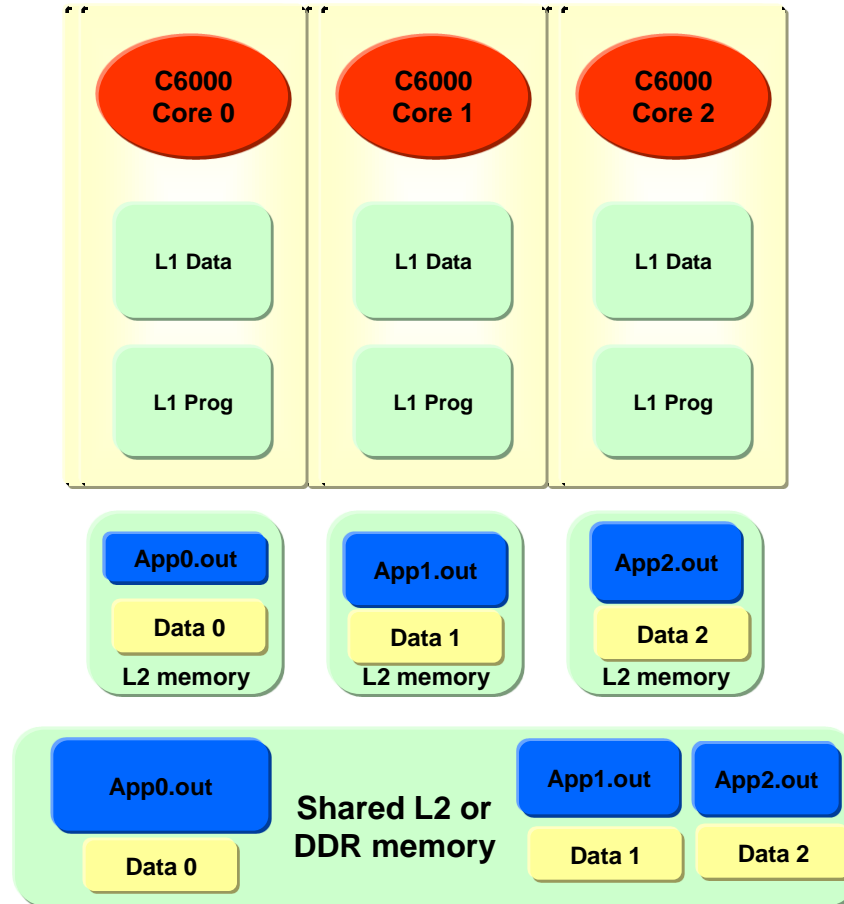 C6000
Core 0
C6000
Core 1
C6000
Core 2
L1 Data
L1 Data
L1 Data
L1 Prog
L1 Prog
L1 Prog
App0.out
Data 0
L2 memory
App1.out
Data 1
L2 memory
App2.out
Data 2
L2 memory
App0.out
Data 0
Shared L2 or
DDR memory
App1.out
Data 1
App2.out
Data 2